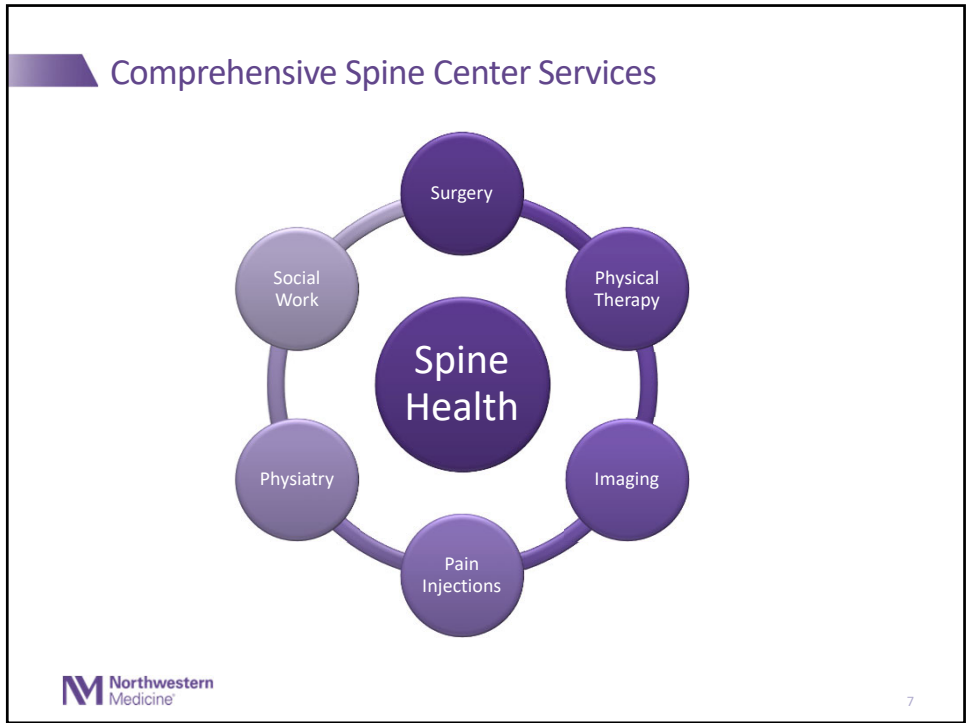 Comprehensive Spine Center Services
Surgery
Physical
Therapy
Imaging
Pain
Injections
Physiatry
Social
Work
Spine
Health
Northwestern
Medicine®
7